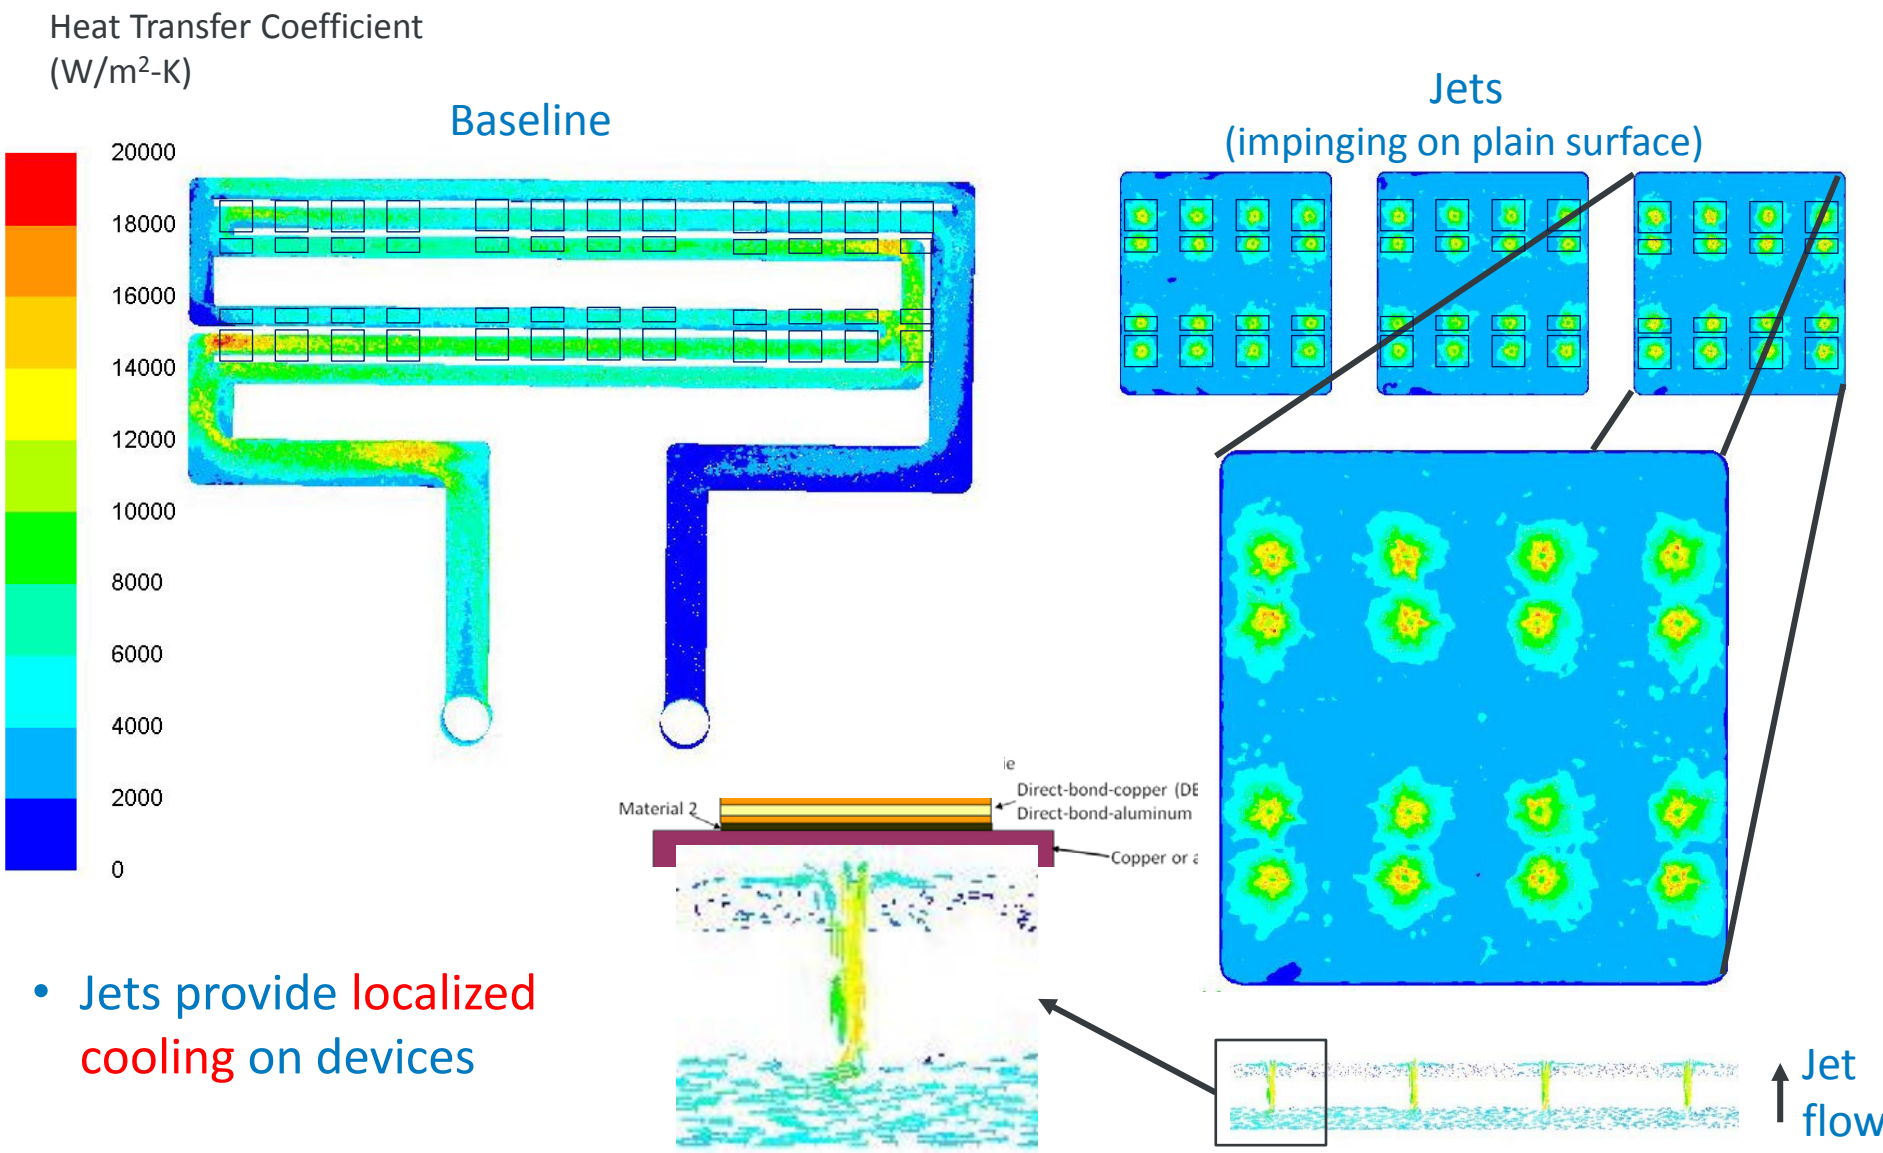 Heat Transfer Coefficient
(W/m²-K)
Baseline
Jets
(impinging on plain surface)
20000
18000
16000
14000
12000
10000
8000
6000
4000
2000
0
Material 2
Direct-bond-copper
Direct-bond-aluminum
Copper or
• Jets provide localized
cooling on devices
Jet
flow